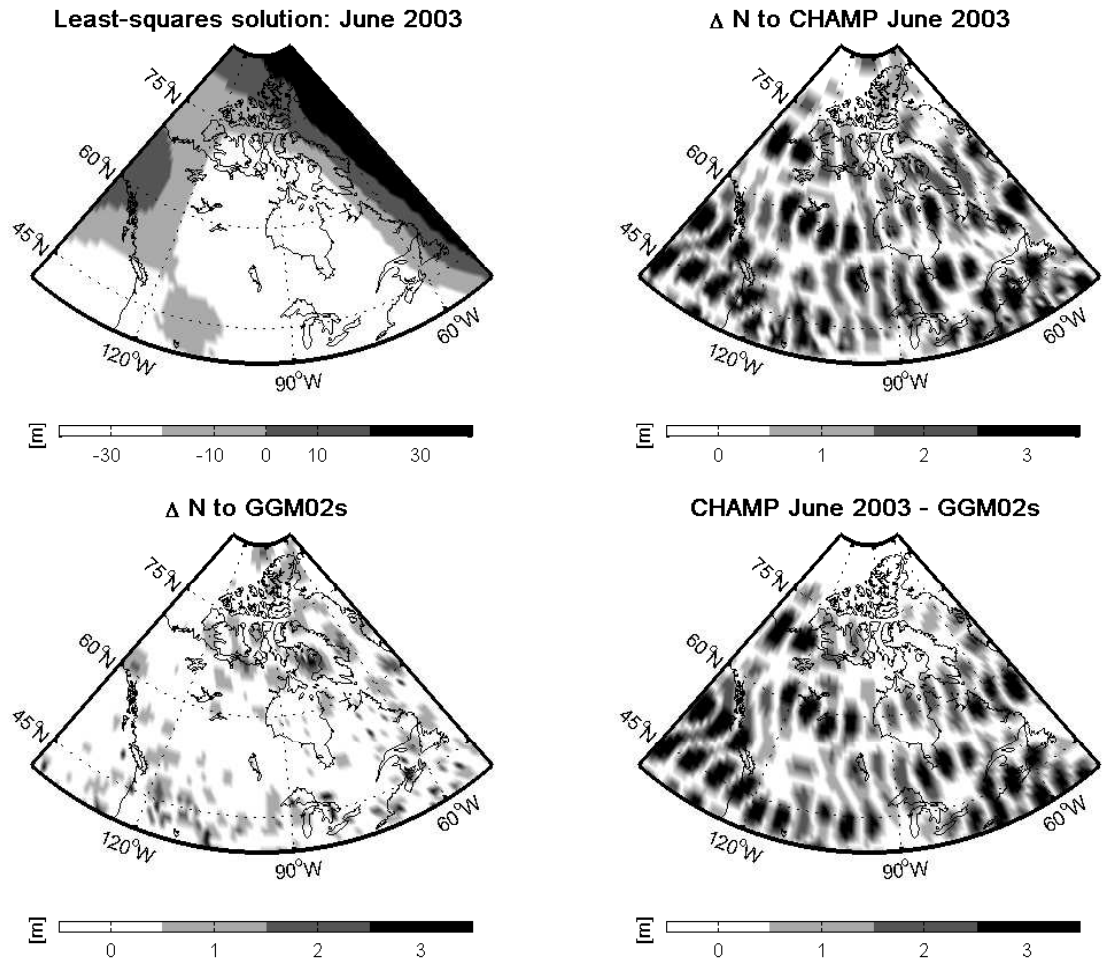 Least-squares solution: June 2003
Δ N to CHAMP June 2003
75°N
60°N
45°N
120°W
90°W
60°W
75°N
60°N
45°N
120°W
90°W
60°W
[m]
-30 -10 0 10 30
[m]
0 1 2 3
Δ N to GGM02s
CHAMP June 2003 - GGM02s
75°N
60°N
45°N
120°W
90°W
60°W
75°N
60°N
45°N
120°W
90°W
60°W
[m]
0 1 2 3
[m]
0 1 2 3